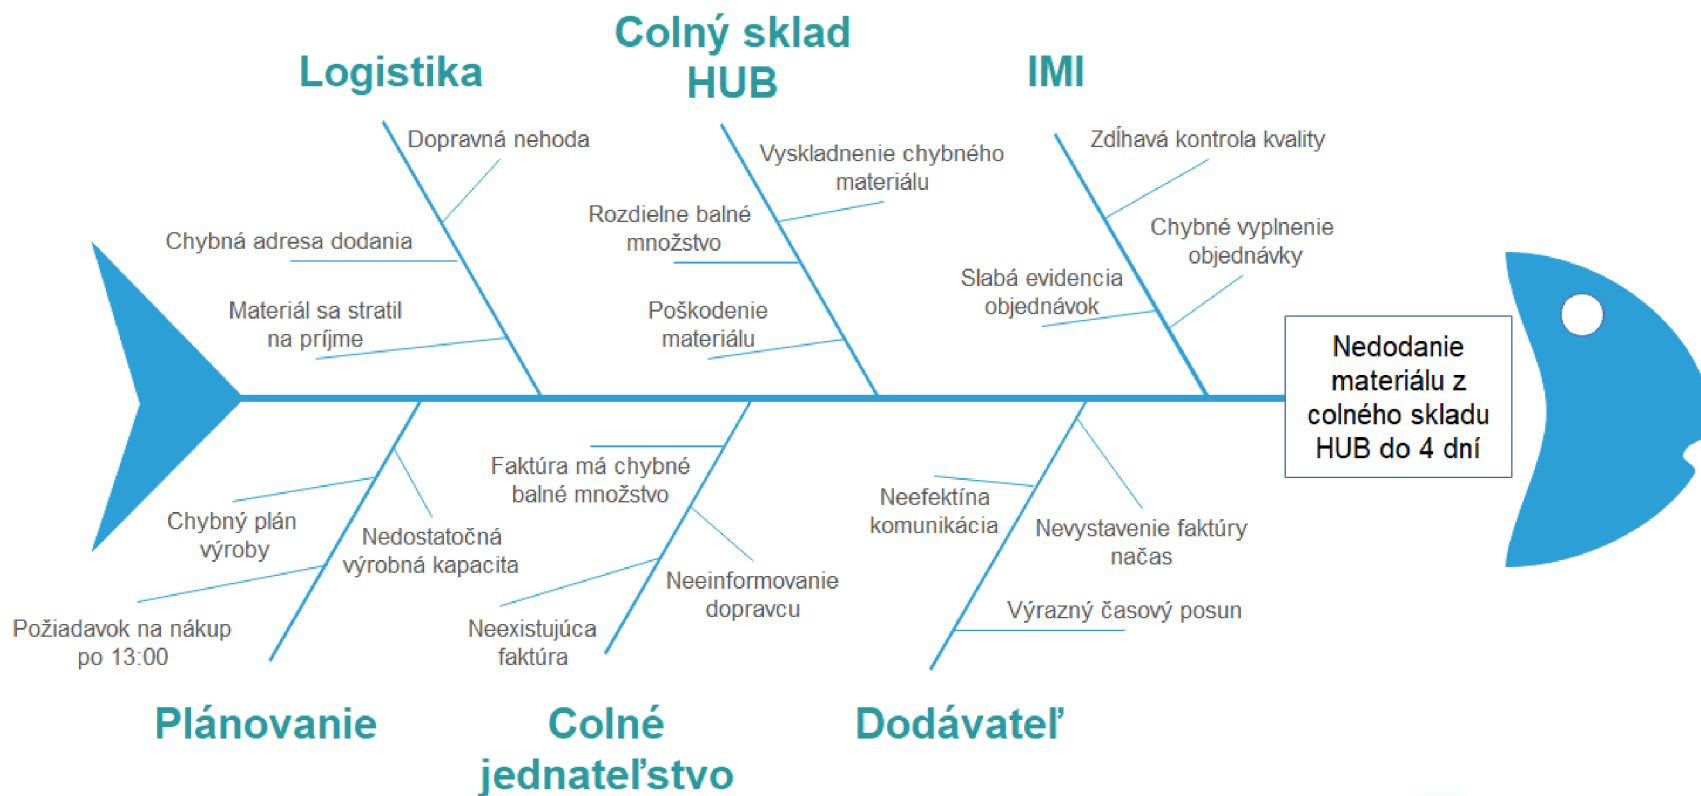 Logistika
Colný sklad
HUB
IMI
Dopravná nehoda
Chybná adresa dodania
Materiál sa stratil
na príjme
Vyskladnenie chybného
materiálu
Rozdielne balné
množstvo
Poškodenie
materiálu
Zdĺhavá kontrola kvality
Chybné vyplnenie
objednávky
Slabá evidencia
objednávok
Nedodanie
materiálu z
colného skladu
HUB do 4 dní
Chybný plán
výroby
Nedostatočná
výrobná kapacita
Požiadavok na nákup
po 13:00
Faktúra má chybné
balné množstvo
Neeinformovanie
dopravcu
Neexistujúca
faktúra
Neefektína
komunikácia
Nevystavenie faktúry
načas
Výrazný časový posun
Plánovanie
Colné
jednateľstvo
Dodávateľ